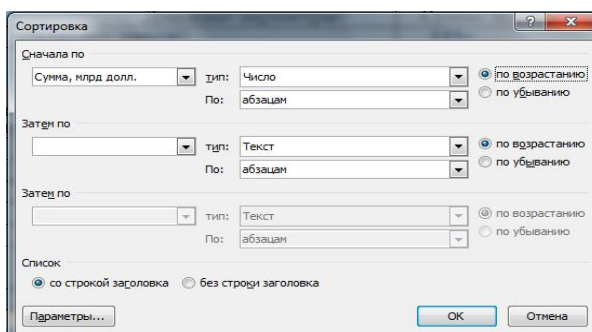 Сортировка
Сначала по
Сумма, млрд долл. тип: Число по возрастанию
По: абзацам по убыванию
Затем по
тип: Текст по возрастанию
По: абзацам по убыванию
Затем по
тип: Текст по возрастанию
По: абзацам по убыванию
Список
со строкой заголовка без строки заголовка
Параметры... ОК Отмена